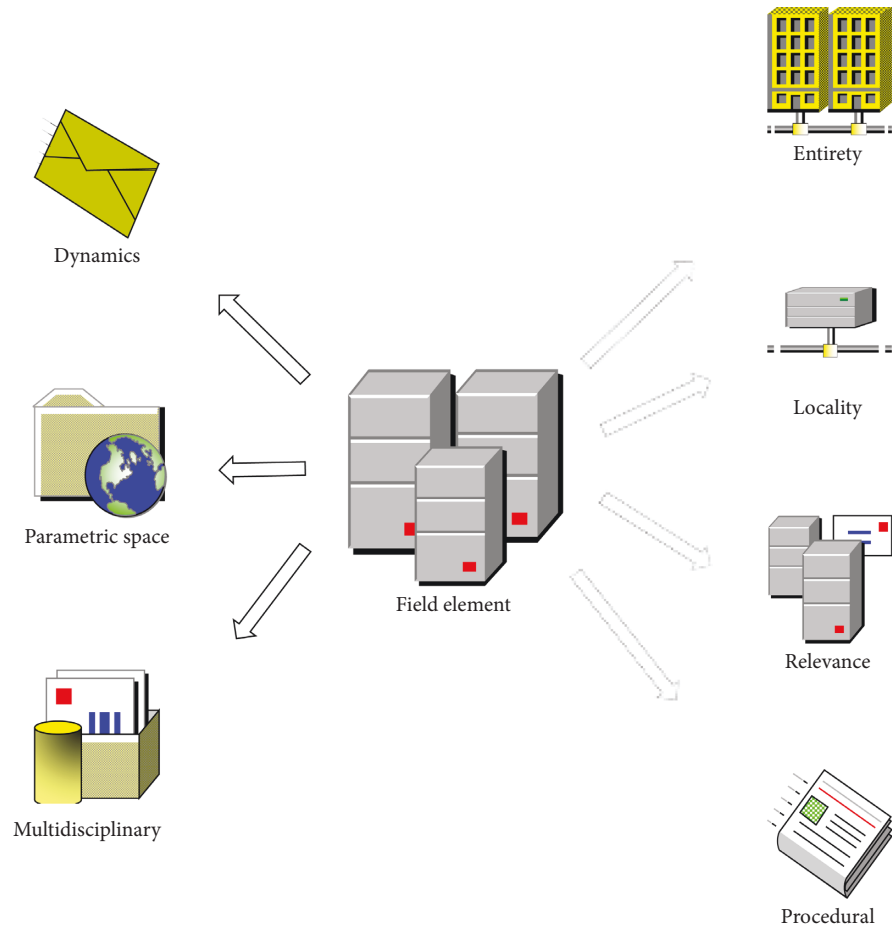 Entirety
Dynamics
Locality
Parametric space
Field element
Relevance
Multidisciplinary
Procedural